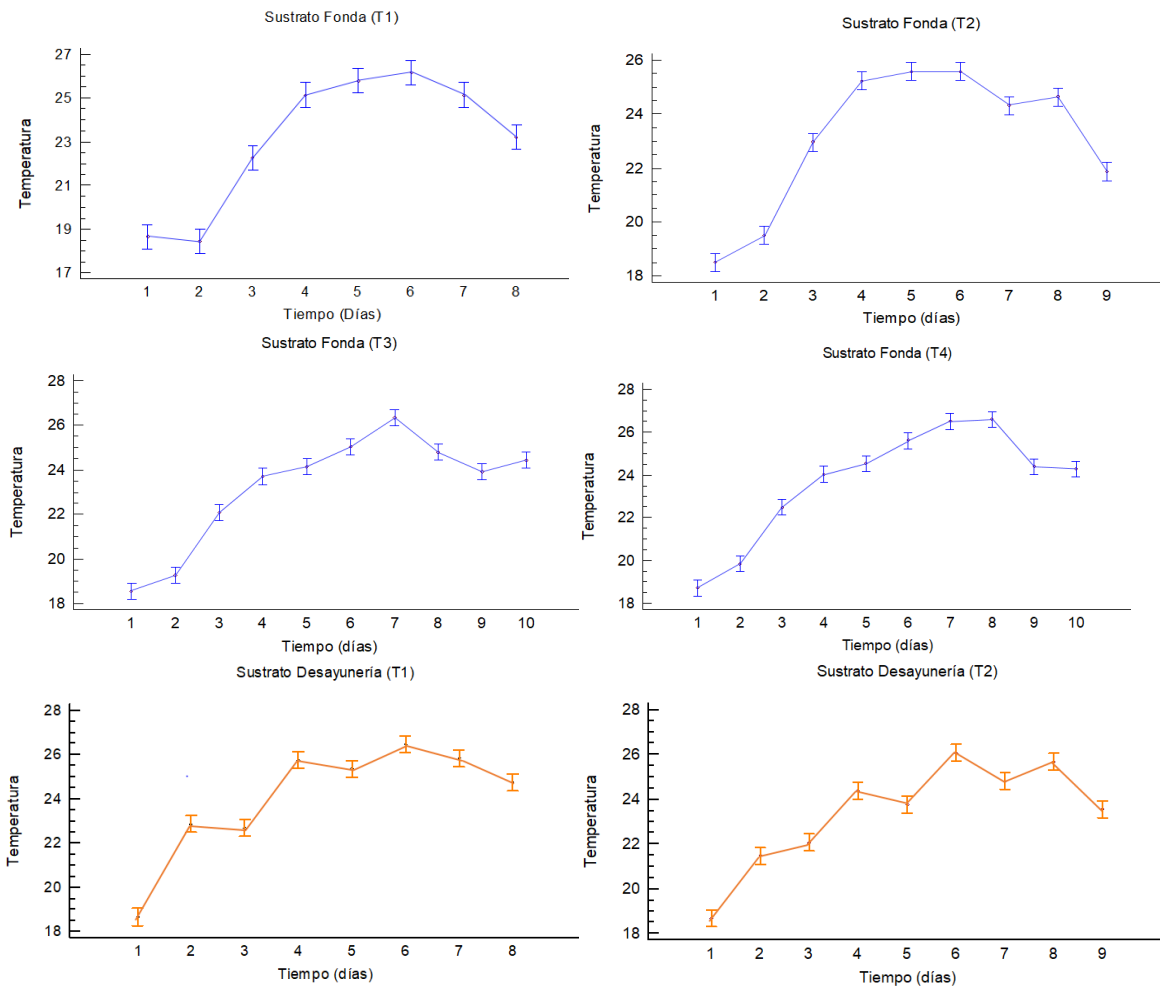 Sustrato Fonda (T1)
Temperatura
27
25
23
21
19
17
1 2 3 4 5 6 7 8
Tiempo (Días)
Sustrato Fonda (T2)
Temperatura
26
24
22
20
18
1 2 3 4 5 6 7 8 9
Tiempo (días)
Sustrato Fonda (T3)
Temperatura
28
26
24
22
20
18
1 2 3 4 5 6 7 8 9 10
Tiempo (días)
Sustrato Fonda (T4)
Temperatura
28
26
24
22
20
18
1 2 3 4 5 6 7 8 9 10
Tiempo (días)
Sustrato Desayunería (T1)
Temperatura
28
26
24
22
20
18
1 2 3 4 5 6 7 8
Tiempo (días)
Sustrato Desayunería (T2)
Temperatura
28
26
24
22
20
18
1 2 3 4 5 6 7 8 9
Tiempo (días)